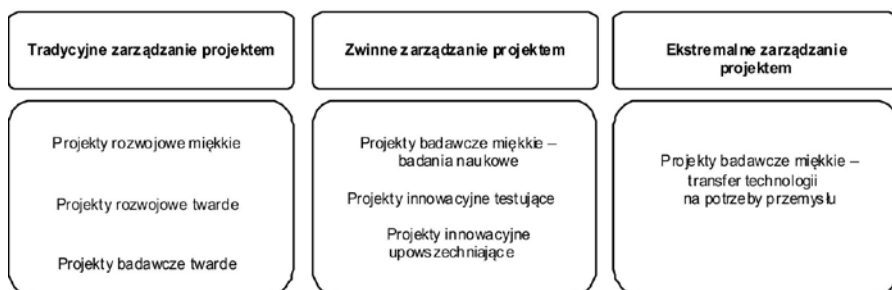 Tradycyjne zarządzanie projektem
Zwinne zarządzanie projektem
Ekstremalne zarządzanie
projektem
Projekty rozwojowe miękkie
Projekty rozwojowe twarde
Projekty badawcze twarde
Projekty badawcze miękkie –
badania naukowe
Projekty innowacyjne testujące
Projekty innowacyjne
upowszechniające
Projekty badawcze miękkie –
transfer technologii
na potrzeby przemysłu